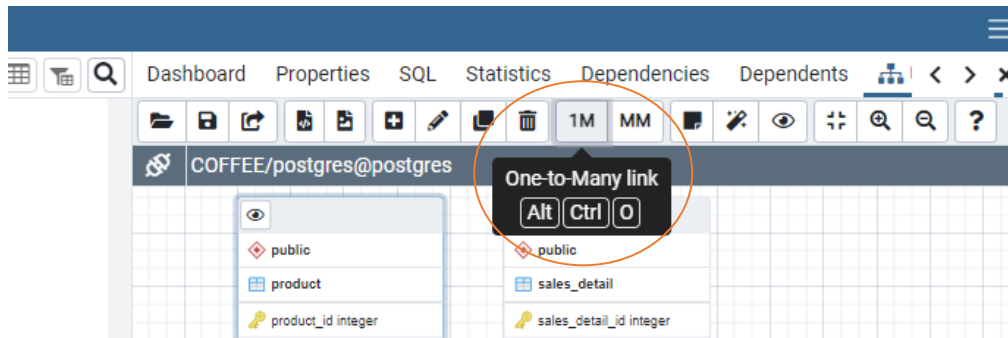 Dashboard Properties SQL Statistics Dependencies Dependents
1M MM ?
COFFEE/postgres@postgres
One-to-Many link
Alt Ctrl O
public
public
product
sales_detail
product_id integer
sales_detail_id integer